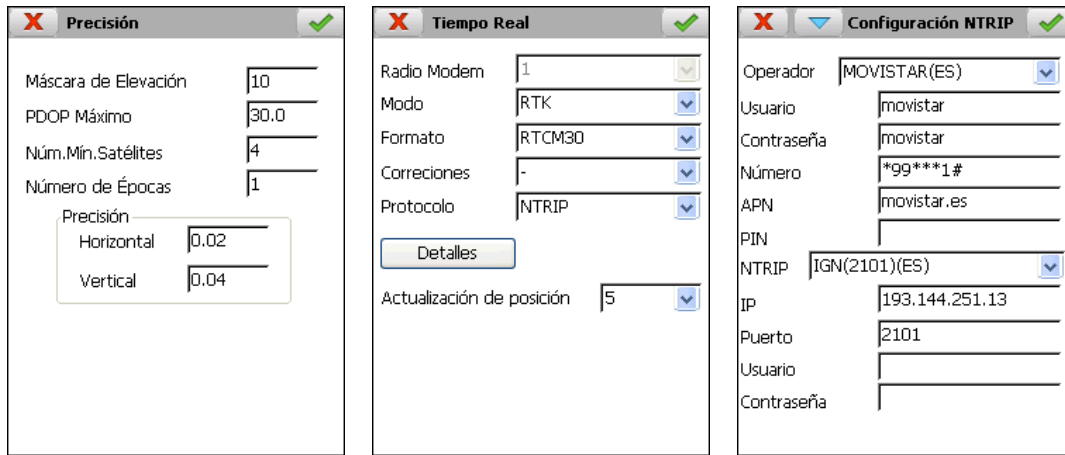 Precisión
Máscara de Elevación 10
PDOP Máximo 30.0
Núm.Mín.Satélites 4
Número de Épocas 1
Precisión
Horizontal 0.02
Vertical 0.04
Tiempo Real
Radio Modem 1
Modo RTK
Formato RTCM30
Correciones -
Protocolo NTRIP
Detalles
Actualización de posición 5
Configuración NTRIP
Operador MOVISTAR(ES)
Usuario movistar
Contraseña movistar
Número *99***1#
APN movistar.es
PIN
NTRIP IGN(2101)(ES)
IP 193.144.251.13
Puerto 2101
Usuario
Contraseña